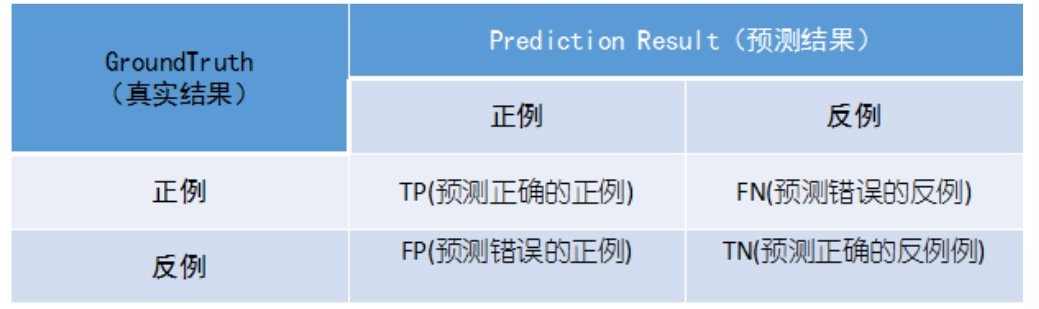 GroundTruth
（真实结果）
Prediction Result（预测结果）
正例
反例
正例
TP(预测正确的正例)
FN(预测错误的反例)
反例
FP(预测错误的正例)
TN(预测正确的反例例)